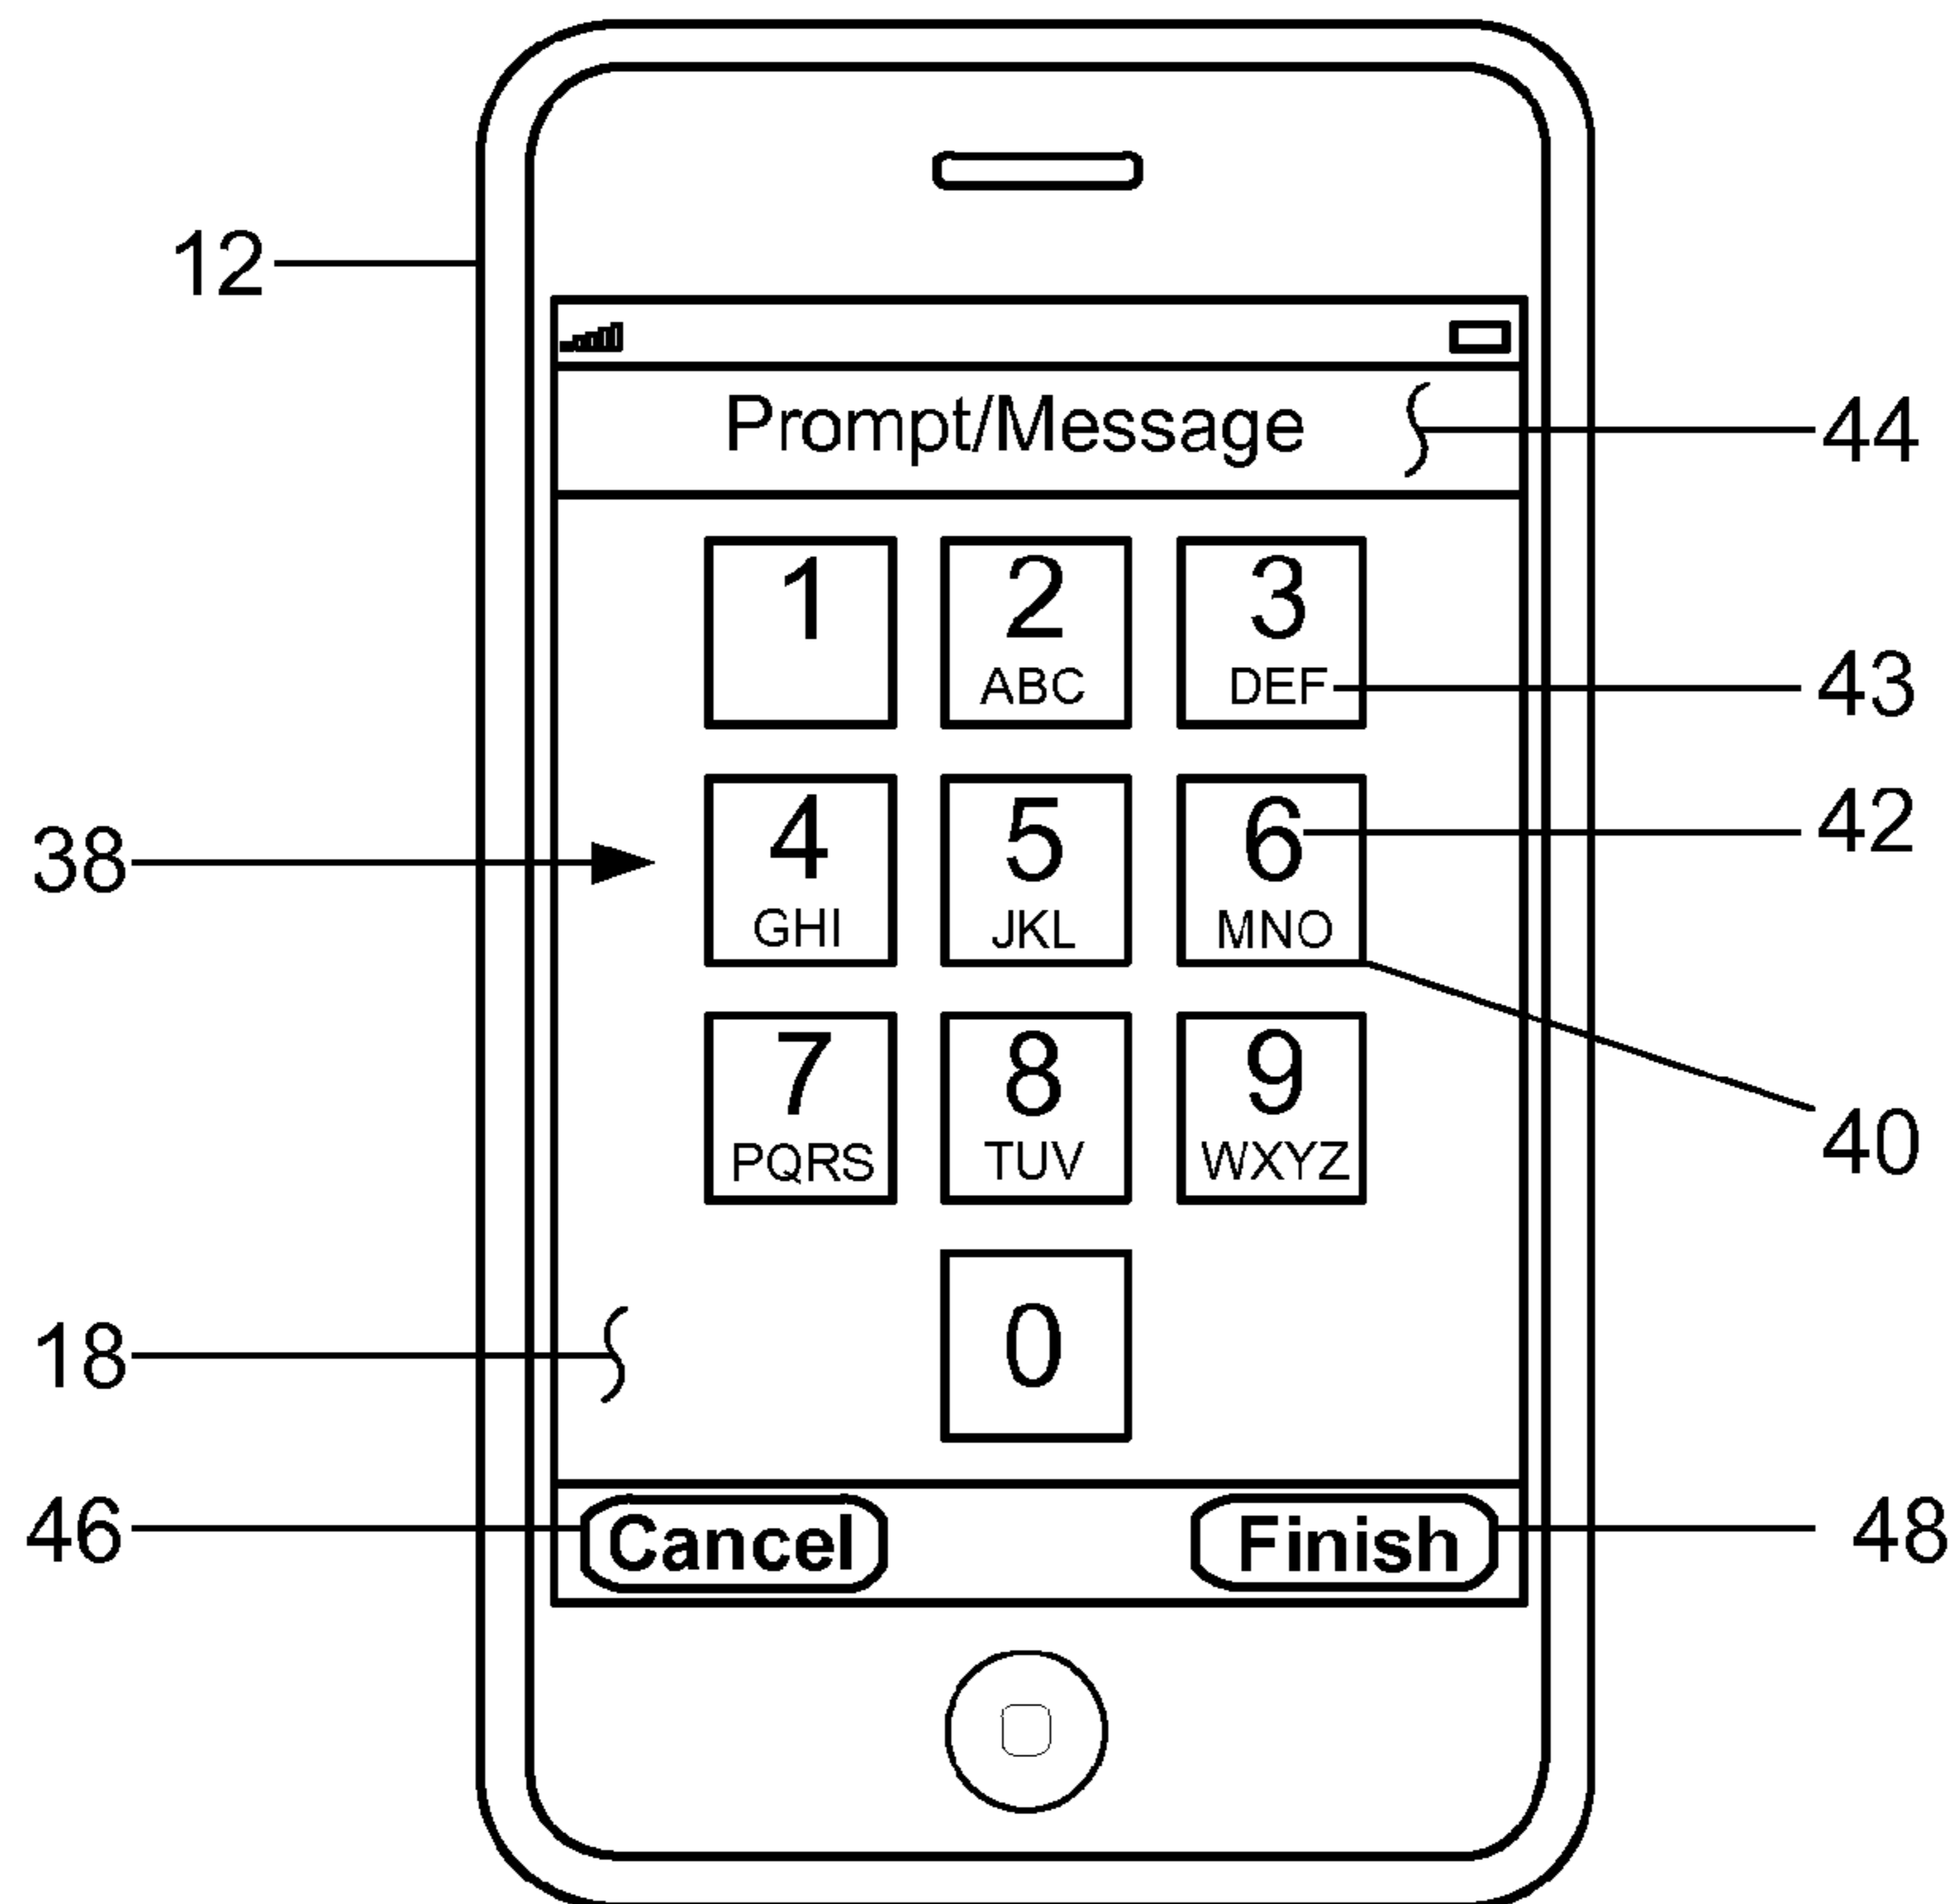 12
Prompt/Message 44
1 2 3
ABC DEF 43
4 5 6 42
38
GHI JKL MNO
7 8 9
PQRS TUV WXYZ 40
18 0
46 Cancel Finish 48